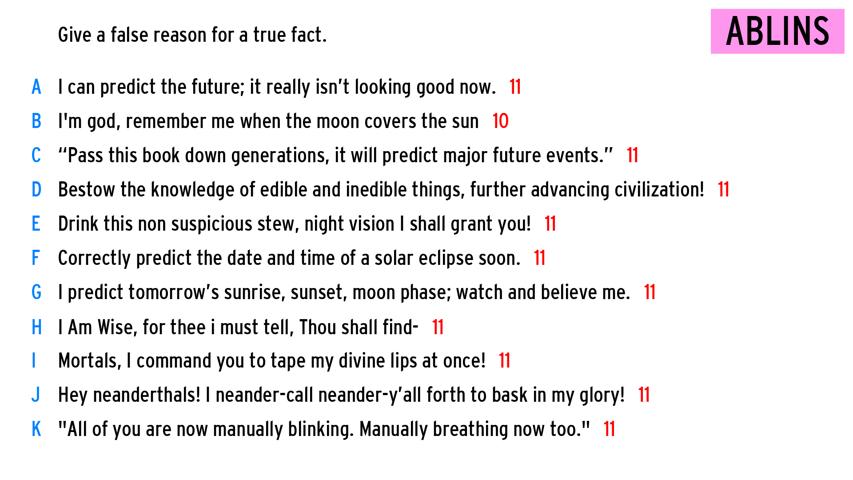 Give a false reason for a true fact.
ABLINS
A I can predict the future; it really isn't looking good now. 11
B I'm god, remember me when the moon covers the sun 10
C “Pass this book down generations, it will predict major future events.” 11
D Bestow the knowledge of edible and inedible things, further advancing civilization! 11
E Drink this non suspicious stew, night vision I shall grant you! 11
F Correctly predict the date and time of a solar eclipse soon. 11
G I predict tomorrow's sunrise, sunset, moon phase; watch and believe me. 11
H I Am Wise, for thee i must tell, Thou shall find- 11
I Mortals, I command you to tape my divine lips at once! 11
J Hey neanderthals! I neander-call neander-y'all forth to bask in my glory! 11
K "All of you are now manually blinking. Manually breathing now too." 11